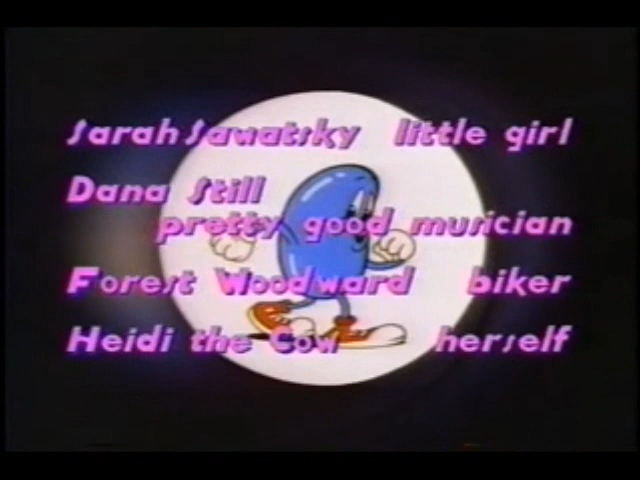 Sarah Sawatsky little girl
Dana Still
pretty good musician
Forest Woodward biker
Heidi the Cow herself